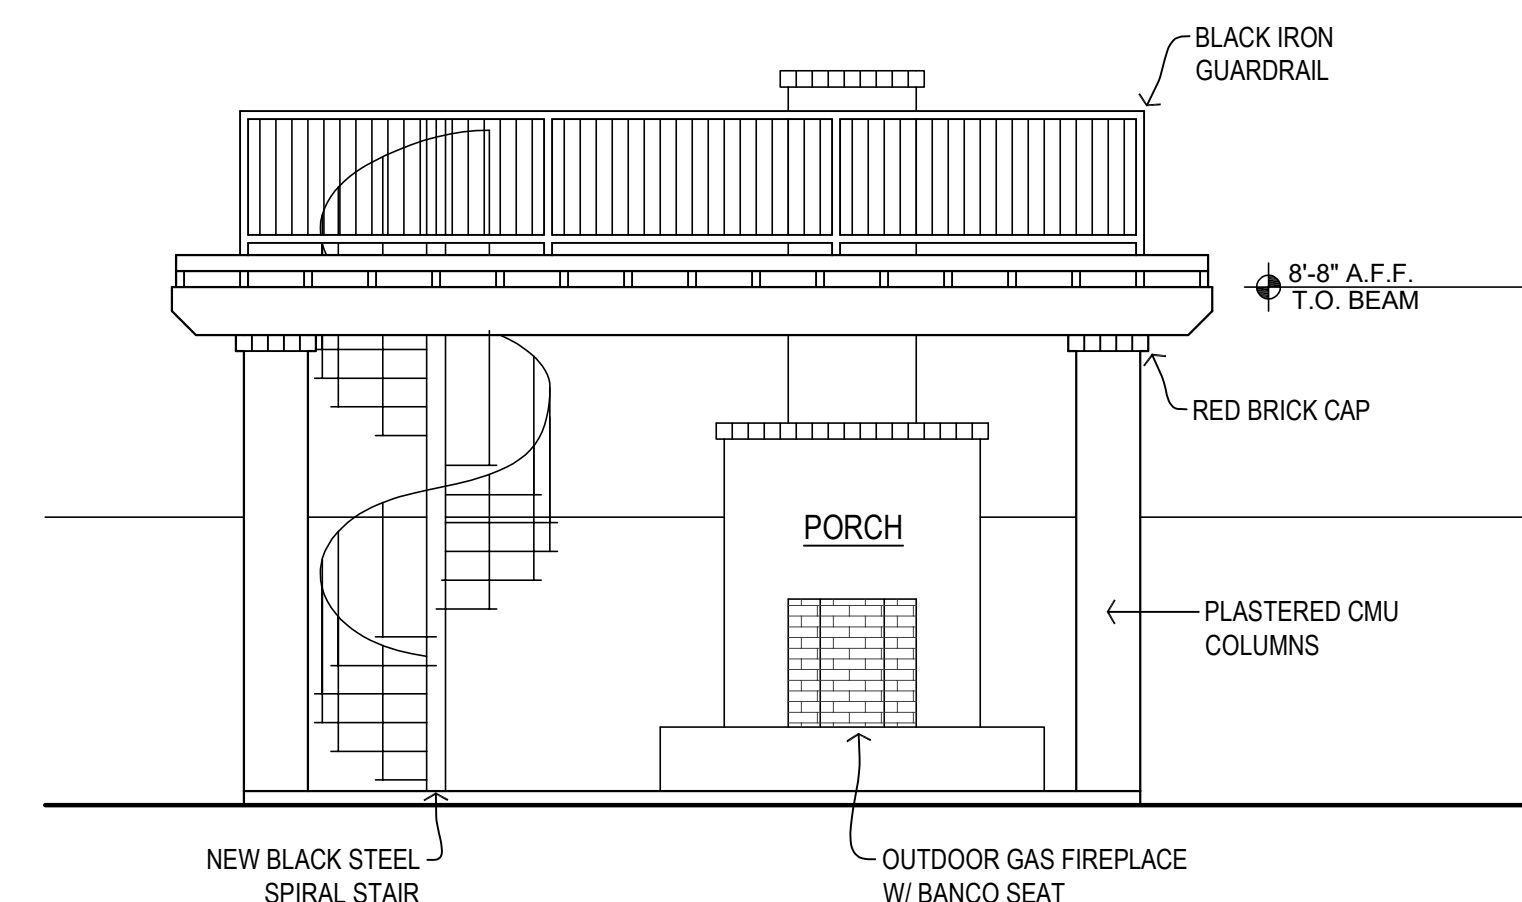 BLACK IRON
GUARDRAIL
8'-8" A.F.F.
T.O. BEAM
RED BRICK CAP
PORCH
PLASTERED CMU
COLUMNS
NEW BLACK STEEL
SPIRAL STAIR
OUTDOOR GAS FIREPLACE
W/ BANCO SEAT